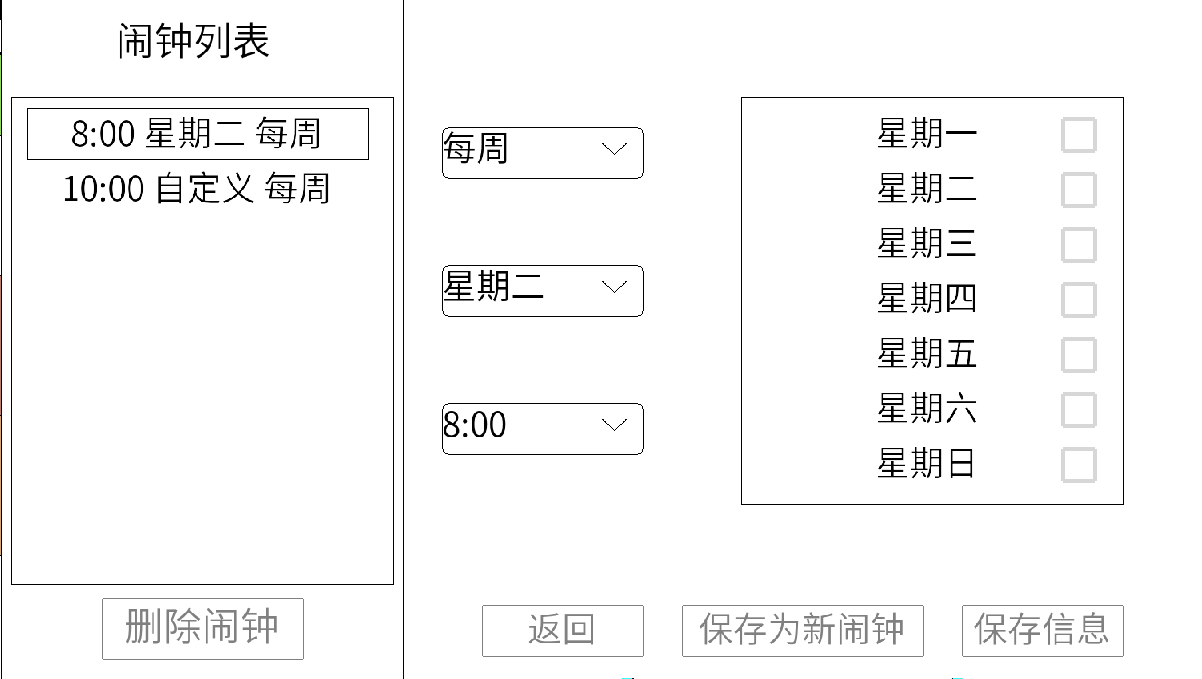 闹钟列表
8:00 星期二 每周
10:00 自定义 每周
删除闹钟
每周
星期二
8:00
星期一
星期二
星期三
星期四
星期五
星期六
星期日
返回
保存为新闹钟
保存信息